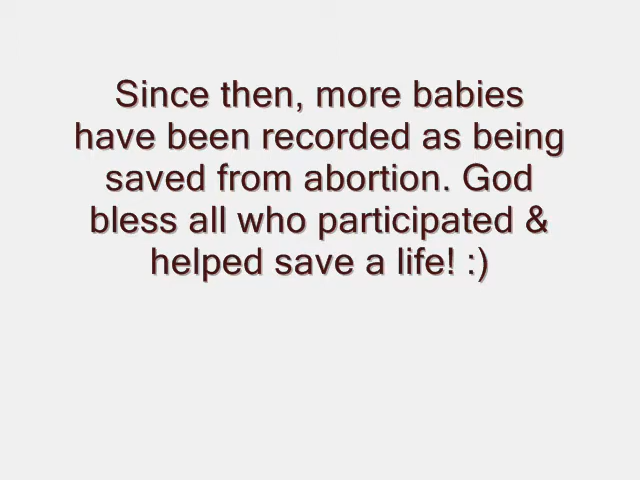 Since then, more babies
have been recorded as being
saved from abortion. God
bless all who participated &
helped save a life! :)